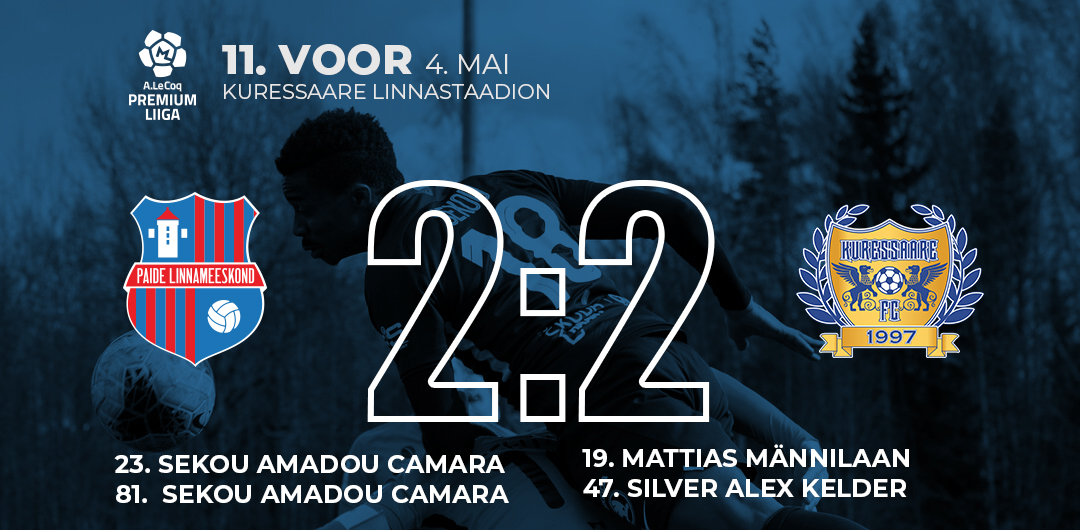 11. VOOR 4. MAI
KURESSAARE LINNASTAADION
A.LeCoq
PREMIUM
LIIGA
2:2
PAIDE LINNAMEESKOND
KURESSAARE
FC
1997
18
23. SEKOU AMADOU CAMARA
81. SEKOU AMADOU CAMARA
19. MATTIAS MÄNNILAAN
47. SILVER ALEX KELDER